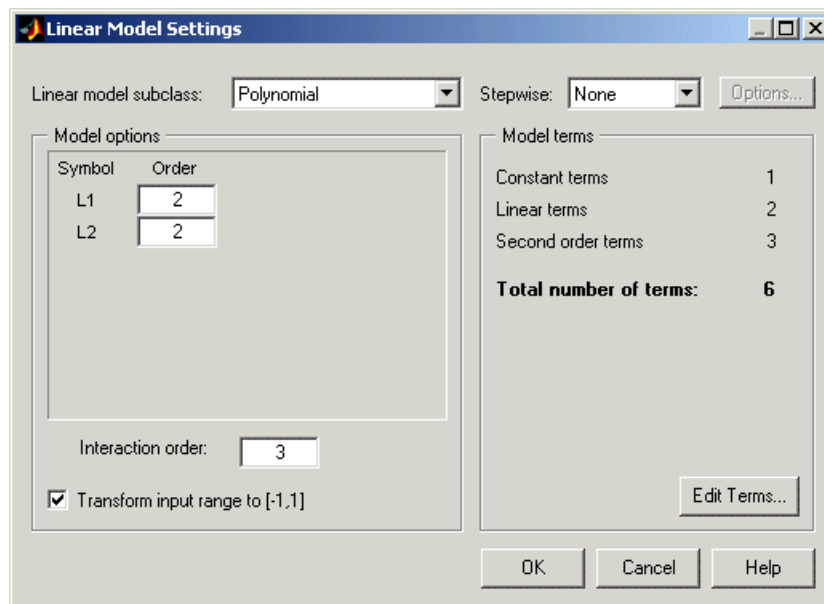 Linear Model Settings
Linear model subclass: Polynomial Stepwise: None Options...
Model options
Symbol Order
L1 2
L2 2
Interaction order: 3
Transform input range to [-1,1]
Model terms
Constant terms 1
Linear terms 2
Second order terms 3
Total number of terms: 6
Edit Terms...
OK Cancel Help